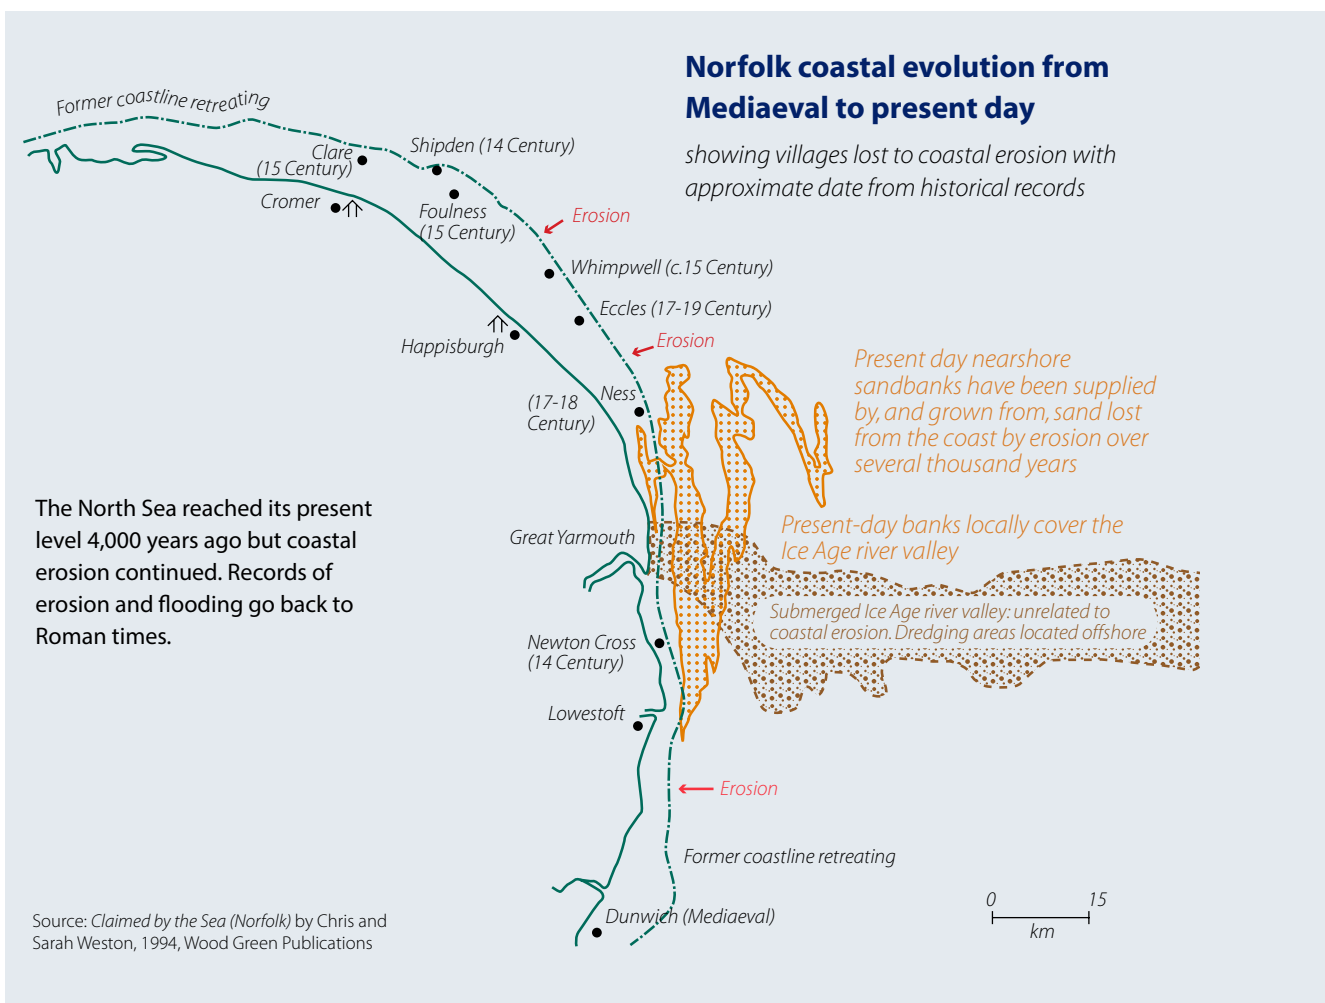 Norfolk coastal evolution from
Mediaeval to present day
showing villages lost to coastal erosion with
approximate date from historical records
Former coastline retreating
Clare
(15 Century)
Shipden (14 Century)
Cromer
Foulness
(15 Century)
Erosion
Whimpwell (c.15 Century)
Eccles (17-19 Century)
Happisburgh
Erosion
Ness
(17-18
Century)
Present day nearshore
sandbanks have been supplied
by, and grown from, sand lost
from the coast by erosion over
several thousand years
The North Sea reached its present
level 4,000 years ago but coastal
erosion continued. Records of
erosion and flooding go back to
Roman times.
Great Yarmouth
Present-day banks locally cover the
Ice Age river valley
Submerged Ice Age river valley: unrelated to
coastal erosion. Dredging areas located offshore
Newton Cross
(14 Century)
Lowestoft
Erosion
Former coastline retreating
Dunwich (Mediaeval)
0 15
km
Source: Claimed by the Sea (Norfolk) by Chris and
Sarah Weston, 1994, Wood Green Publications